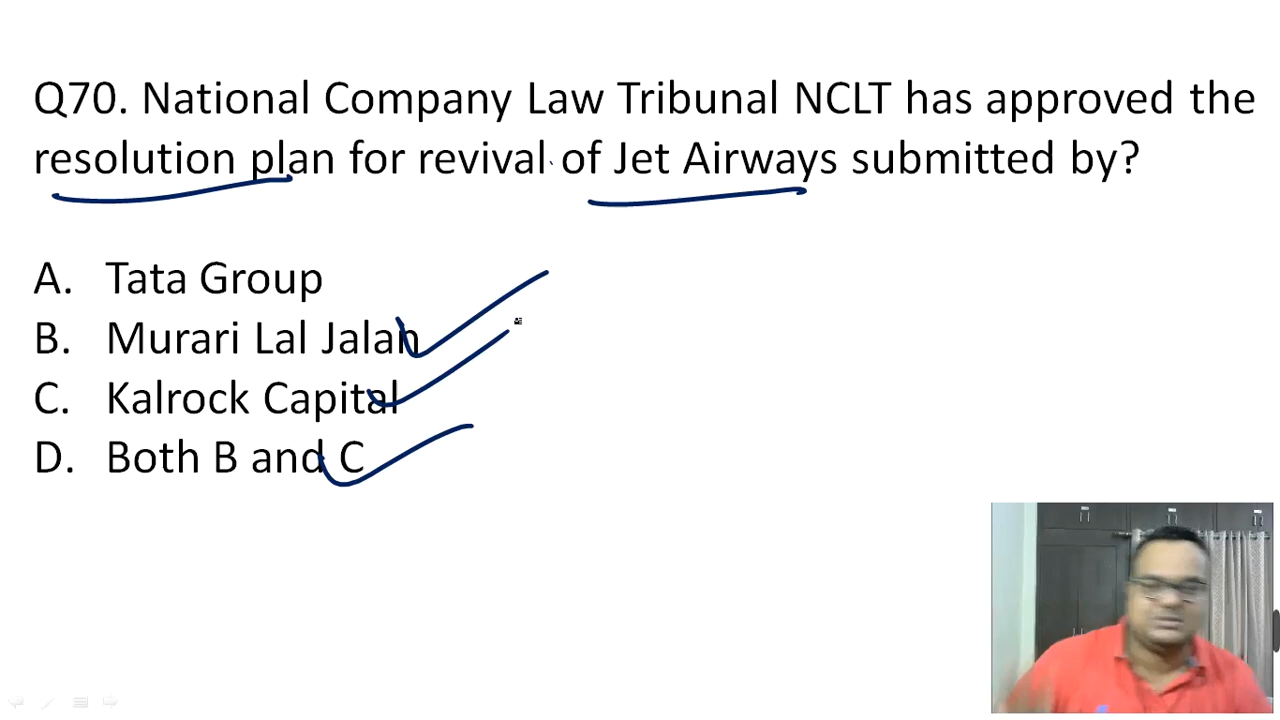 Q70. National Company Law Tribunal NCLT has approved the
resolution plan for revival of Jet Airways submitted by?
A. Tata Group
B. Murari Lal Jalan
C. Kalrock Capital
D. Both B and C